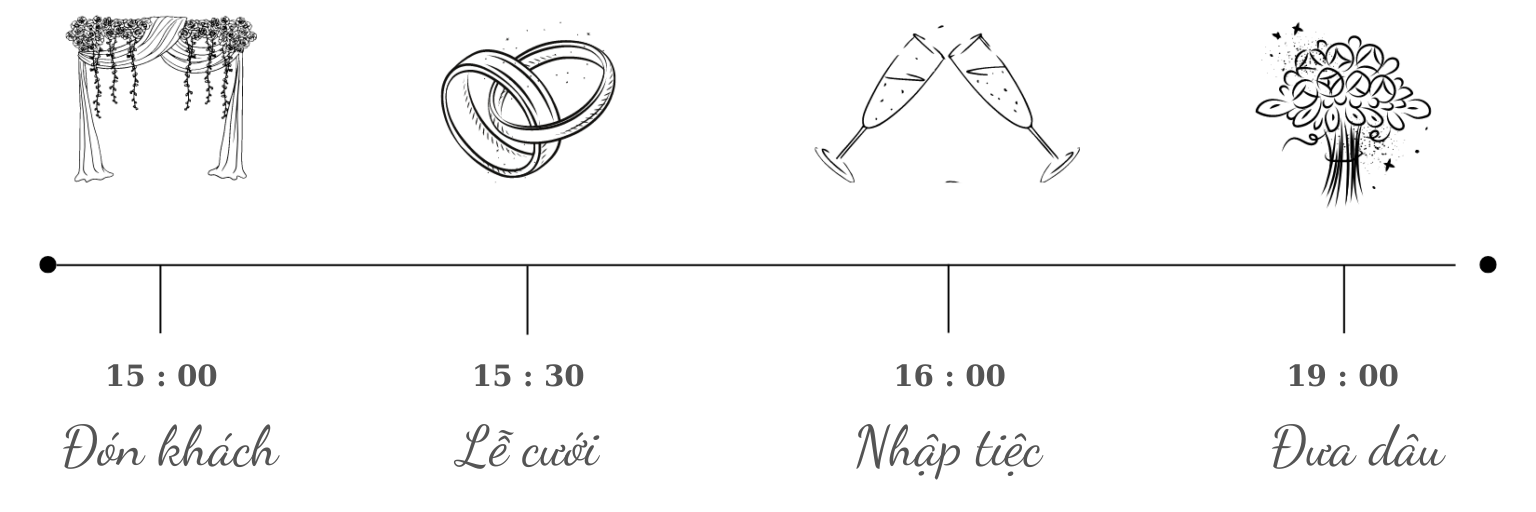 15 : 00
Đón khách
15 : 30
Lễ cưới
16 : 00
Nhập tiệc
19 : 00
Đưa dâu